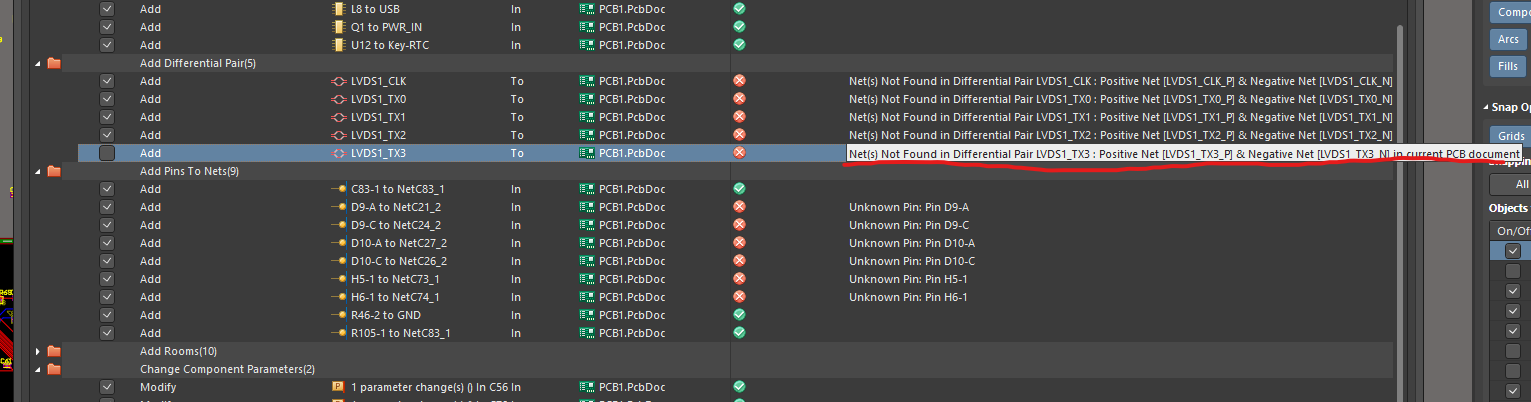 Add L8 to USB In PCB1.PcbDoc
Add Q1 to PWR_IN In PCB1.PcbDoc
Add U12 to Key-RTC In PCB1.PcbDoc
Add Differential Pair(5)
Add LVDS1_CLK To PCB1.PcbDoc Net(s) Not Found in Differential Pair LVDS1_CLK : Positive Net [LVDS1_CLK_P] & Negative Net [LVDS1_CLK_N]
Add LVDS1_TX0 To PCB1.PcbDoc Net(s) Not Found in Differential Pair LVDS1_TX0 : Positive Net [LVDS1_TX0_P] & Negative Net [LVDS1_TX0_N]
Add LVDS1_TX1 To PCB1.PcbDoc Net(s) Not Found in Differential Pair LVDS1_TX1 : Positive Net [LVDS1_TX1_P] & Negative Net [LVDS1_TX1_N]
Add LVDS1_TX2 To PCB1.PcbDoc Net(s) Not Found in Differential Pair LVDS1_TX2 : Positive Net [LVDS1_TX2_P] & Negative Net [LVDS1_TX2_N]
Add LVDS1_TX3 To PCB1.PcbDoc Net(s) Not Found in Differential Pair LVDS1_TX3 : Positive Net [LVDS1_TX3_P] & Negative Net [LVDS1_TX3_N] in current PCB document
Add Pins To Nets(9)
Add C83-1 to NetC83_1 In PCB1.PcbDoc
Add D9-A to NetC21_2 In PCB1.PcbDoc Unknown Pin: Pin D9-A
Add D9-C to NetC24_2 In PCB1.PcbDoc Unknown Pin: Pin D9-C
Add D10-A to NetC27_2 In PCB1.PcbDoc Unknown Pin: Pin D10-A
Add D10-C to NetC26_2 In PCB1.PcbDoc Unknown Pin: Pin D10-C
Add H5-1 to NetC73_1 In PCB1.PcbDoc Unknown Pin: Pin H5-1
Add H6-1 to NetC74_1 In PCB1.PcbDoc Unknown Pin: Pin H6-1
Add R46-2 to GND In PCB1.PcbDoc
Add R105-1 to NetC83_1 In PCB1.PcbDoc
Add Rooms(10)
Change Component Parameters(2)
Modify P 1 parameter change(s) () In C56 In PCB1.PcbDoc
Compo
Arcs
Fills
Snap Op
Grids
All
Objects
On/Off